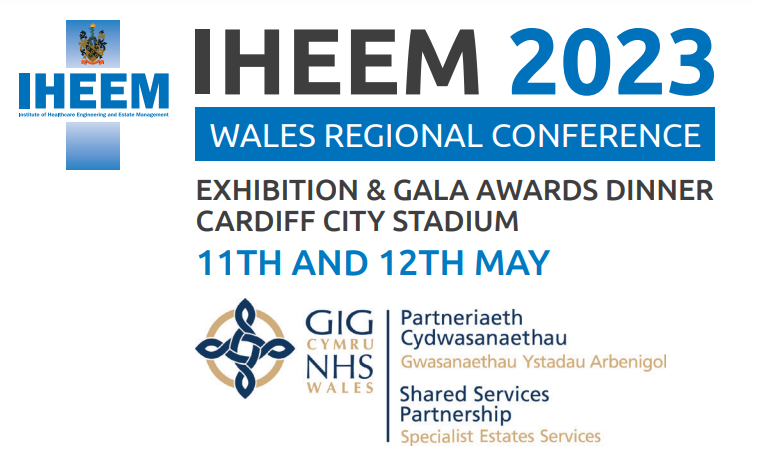 IHEEM
Institute of Healthcare Engineering and Estate Management
IHEEM 2023
WALES REGIONAL CONFERENCE
EXHIBITION & GALA AWARDS DINNER
CARDIFF CITY STADIUM
11TH AND 12TH MAY
GIG
CYMRU
NHS
WALES
Partneriaeth
Cydwasanaethau
Gwasanaethau Ystadau Arbenigol
Shared Services
Partnership
Specialist Estates Services